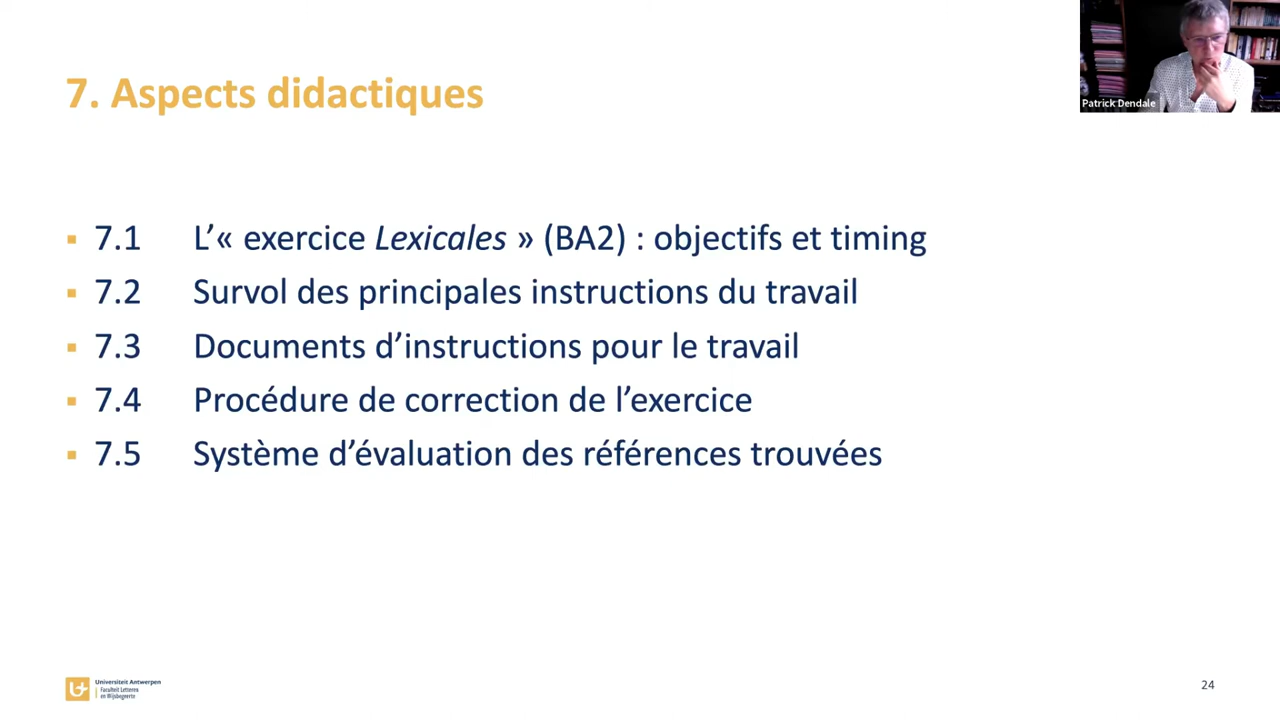 7. Aspects didactiques
Patrick Dendale
▪ 7.1 L’« exercice Lexicales » (BA2) : objectifs et timing
▪ 7.2 Survol des principales instructions du travail
▪ 7.3 Documents d’instructions pour le travail
▪ 7.4 Procédure de correction de l’exercice
▪ 7.5 Système d’évaluation des références trouvées
Universiteit Antwerpen
Faculteit Letteren
en Wijsbegeerte
24